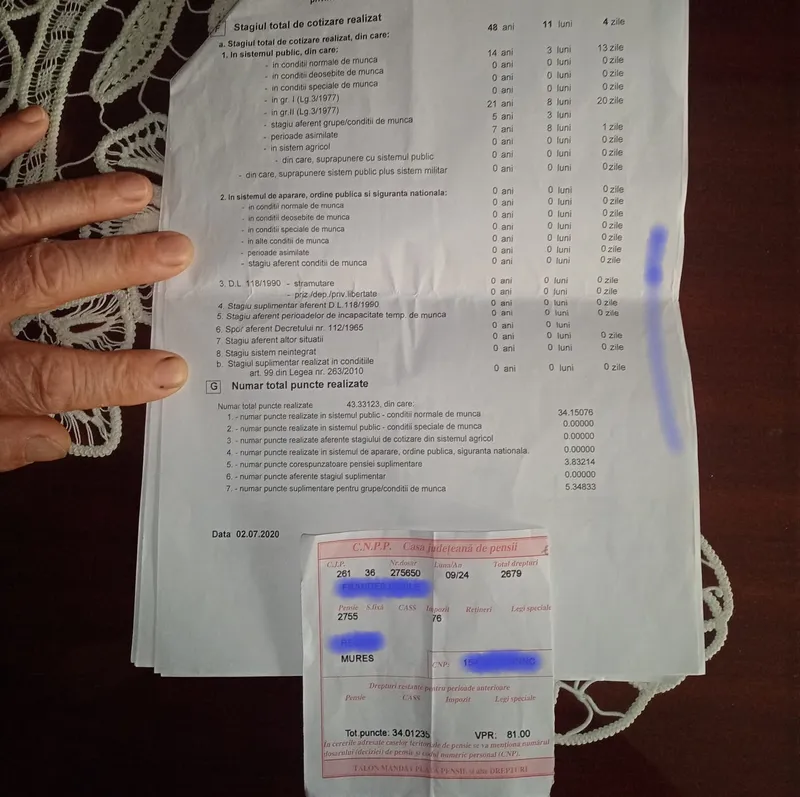 Stagiul total de cotizare realizat 48 ani 11 luni 4 zile
a. Stagiul total de cotizare realizat, din care:
1. In sistemul public, din care: 14 ani 3 luni 13 zile
- in conditii normale de munca 0 ani 0 luni 0 zile
- in conditii deosebite de munca 0 ani 0 luni 0 zile
- in conditii speciale de munca 0 ani 0 luni 0 zile
- in gr. I (Lg 3/1977) 21 ani 8 luni 20 zile
- in gr.II (Lg 3/1977) 5 ani 3 luni
- stagiu aferent grupe/conditii de munca 7 ani 8 luni 1 zile
- perioade asimilate 0 ani 0 luni 0 zile
- in sistem agricol 0 ani 0 luni 0 zile
- din care, suprapunere cu sistemul public
- din care, suprapunere sistem public plus sistem militar 0 ani 0 luni 0 zile
2. In sistemul de aparare, ordine publica si siguranta nationala: 0 ani 0 luni 0 zile
- in conditii normale de munca 0 ani 0 luni 0 zile
- in conditii deosebite de munca 0 ani 0 luni 0 zile
- in conditii speciale de munca 0 ani 0 luni 0 zile
- in alte conditii de munca 0 ani 0 luni 0 zile
- perioade asimilate 0 ani 0 luni 0 zile
- stagiu aferent conditii de munca 0 ani 0 luni 0 zile
3. D.L 118/1990 - stramutare 0 ani 0 luni 0 zile
- priz./dep./priv.libertate 0 ani 0 luni 0 zile
4. Stagiu suplimentar aferent D.L.118/1990 0 ani 0 luni 0 zile
5. Stagiu aferent perioadelor de incapacitate temp. de munca 0 ani 0 luni 0 zile
6. Spor aferent Decretului nr. 112/1965 0 ani 0 luni
7. Stagiu aferent altor situatii 0 ani 0 luni 0 zile
8. Stagiu sistem neintegrat 0 ani 0 luni 0 zile
b. Stagiul suplimentar realizat in conditiile
art. 99 din Legea nr. 263/2010 0 ani 0 luni 0 zile
G Numar total puncte realizate
Numar total puncte realizate 43.33123, din care:
1. - numar puncte realizate in sistemul public - conditii normale de munca 34.15076
2. - numar puncte realizate in sistemul public - conditii speciale de munca 0.00000
3. - numar puncte realizate aferente stagiului de cotizare din sistemul agricol 0.00000
4. - numar puncte realizate in sistemul de aparare, ordine publica, siguranta nationala. 0.00000
5. - numar puncte corespunzatoare pensiei suplimentare 3.83214
6. - numar puncte aferente stagiului suplimentar 0.00000
7. - numar puncte suplimentare pentru grupe/conditii de munca 5.34833
Data 02.07.2020
C.N.P.P. Casa județeană de pensii
C.I.P. Nr.dosar Luna/An Total drepturi
261 36 275650 09/24 2679
Pensie S.fixă CASS Impozit Rețineri Legi speciale
2755 76
MURES CNP:
Drepturi restante pentru perioade anterioare
Pensie CASS Impozit Legi speciale
Tot.puncte: 34.01235 VPR: 81.00
In cererile adresate caselor teritoriale de pensie se va menționa numărul
dosarului (deciziei) de pensie și codul numeric personal (CNP).
TALON MANDAT PLATĂ PENSIE și alte DREPTURI